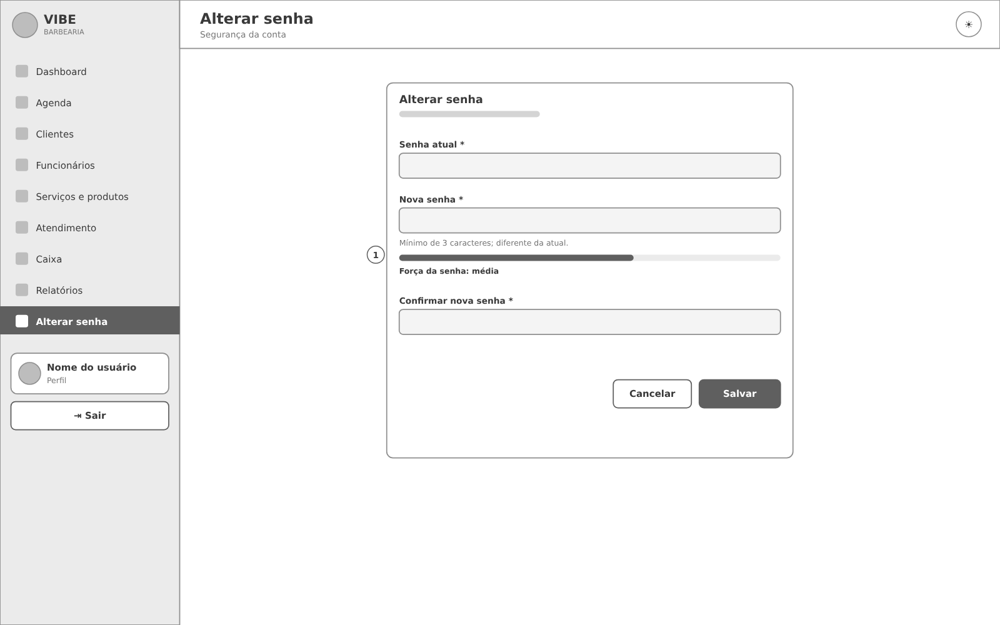 VIBE
BARBEARIA
Dashboard
Agenda
Clientes
Funcionários
Serviços e produtos
Atendimento
Caixa
Relatórios
Alterar senha
Nome do usuário
Perfil
⇥ Sair
Alterar senha
Segurança da conta
☀
Alterar senha
Senha atual *
Nova senha *
Mínimo de 3 caracteres; diferente da atual.
1
Força da senha: média
Confirmar nova senha *
Cancelar
Salvar